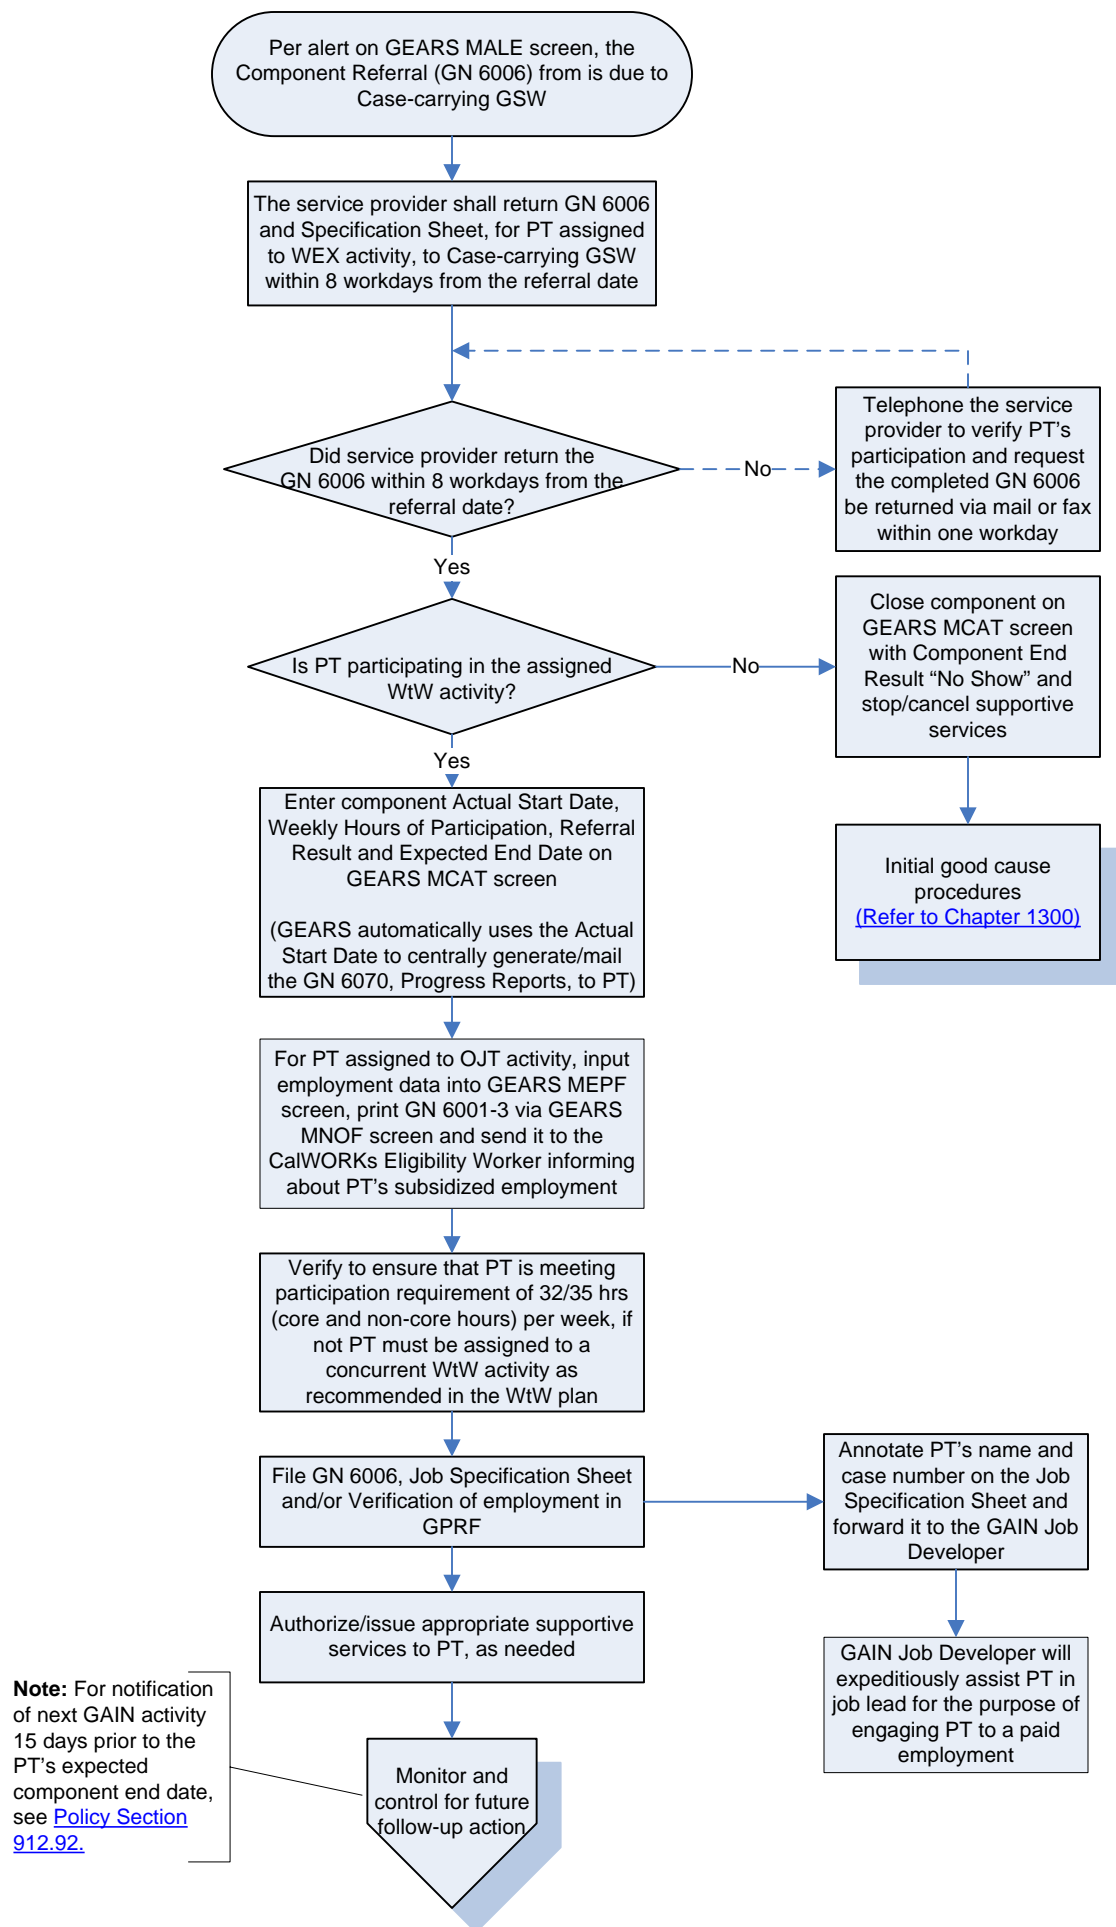 Per alert on GEARS MALE screen, the
Component Referral (GN 6006) from is due to
Case-carrying GSW
The service provider shall return GN 6006
and Specification Sheet, for PT assigned
to WEX activity, to Case-carrying GSW
within 8 workdays from the referral date
Did service provider return the
GN 6006 within 8 workdays from the
referral date?
No
Telephone the service
provider to verify PT’s
participation and request
the completed GN 6006
be returned via mail or fax
within one workday
Yes
Is PT participating in the assigned
WtW activity?
No
Close component on
GEARS MCAT screen
with Component End
Result “No Show” and
stop/cancel supportive
services
Initial good cause
procedures
(Refer to Chapter 1300)
Yes
Enter component Actual Start Date,
Weekly Hours of Participation, Referral
Result and Expected End Date on
GEARS MCAT screen
(GEARS automatically uses the Actual
Start Date to centrally generate/mail
the GN 6070, Progress Reports, to PT)
For PT assigned to OJT activity, input
employment data into GEARS MEPF
screen, print GN 6001-3 via GEARS
MNOF screen and send it to the
CalWORKs Eligibility Worker informing
about PT’s subsidized employment
Verify to ensure that PT is meeting
participation requirement of 32/35 hrs
(core and non-core hours) per week, if
not PT must be assigned to a
concurrent WtW activity as
recommended in the WtW plan
File GN 6006, Job Specification Sheet
and/or Verification of employment in
GPRF
Annotate PT’s name and
case number on the Job
Specification Sheet and
forward it to the GAIN Job
Developer
GAIN Job Developer will
expeditiously assist PT in
job lead for the purpose of
engaging PT to a paid
employment
Authorize/issue appropriate supportive
services to PT, as needed
Note: For notification
of next GAIN activity
15 days prior to the
PT’s expected
component end date,
see Policy Section
912.92.
Monitor and
control for future
follow-up action